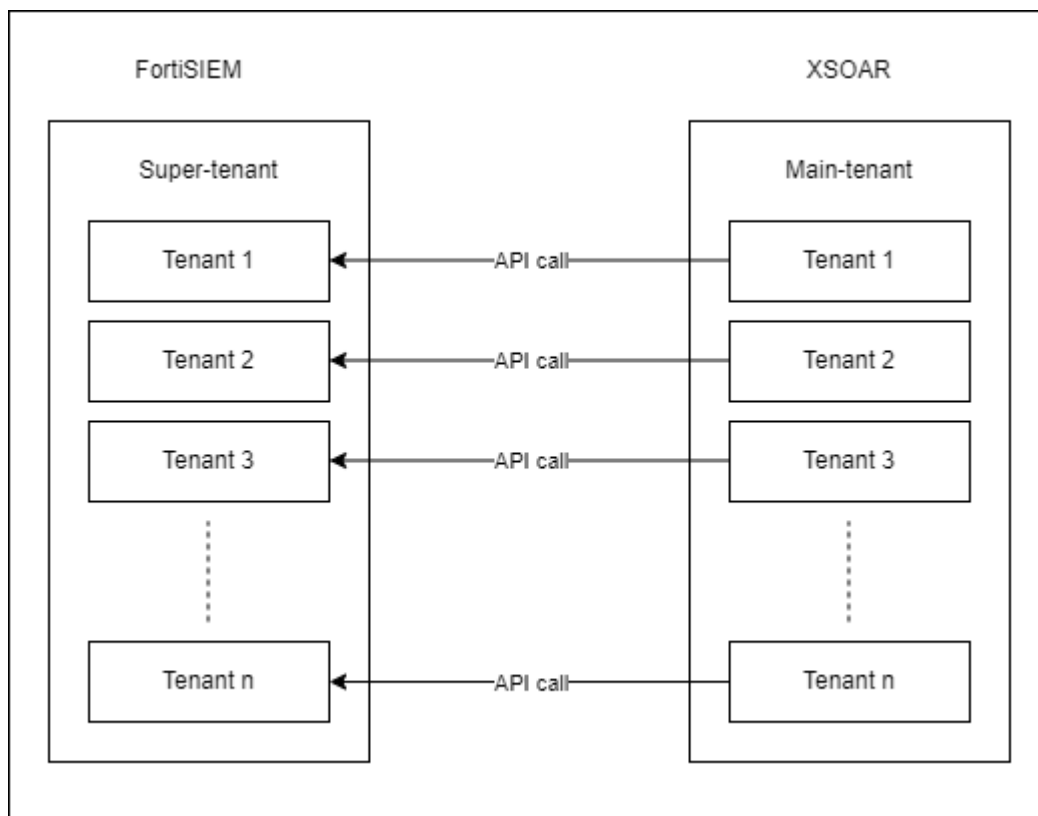 FortiSIEM
XSOAR
Super-tenant
Main-tenant
Tenant 1
API call
Tenant 1
Tenant 2
API call
Tenant 2
Tenant 3
API call
Tenant 3
Tenant n
API call
Tenant n